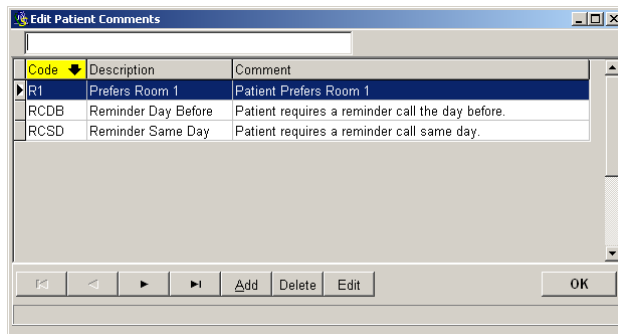 Edit Patient Comments
Code Description Comment
R1 Prefers Room 1 Patient Prefers Room 1
RCDB Reminder Day Before Patient requires a reminder call the day before.
RCSD Reminder Same Day Patient requires a reminder call same day.
Add Delete Edit OK